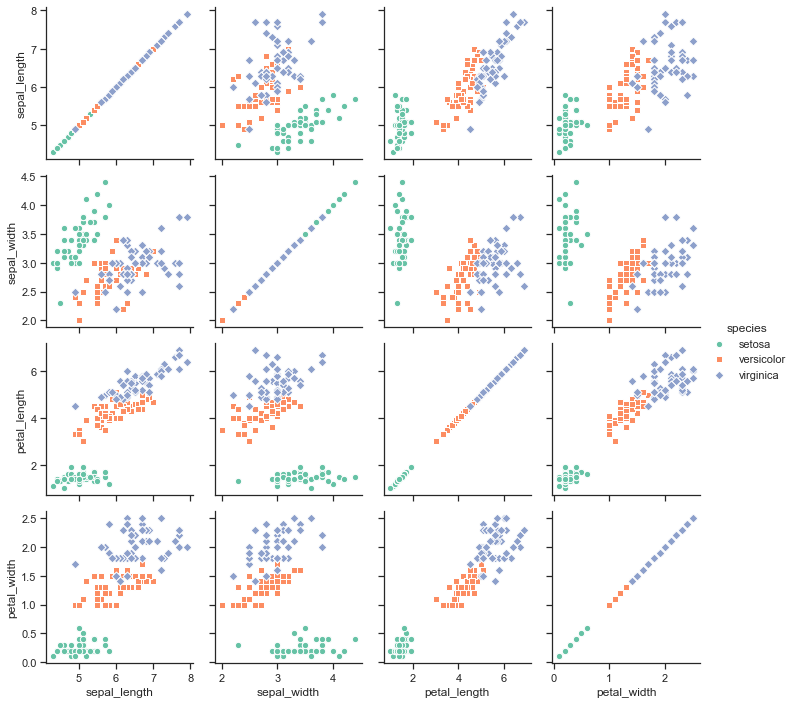 8
7
6
5
sepal_length
4.5
4.0
3.5
3.0
2.5
2.0
sepal_width
species
setosa
versicolor
virginica
6
4
2
petal_length
2.5
2.0
1.5
1.0
0.5
0.0
petal_width
5 6 7 8 2 3 4 2 4 6 0 1 2
sepal_length sepal_width petal_length petal_width